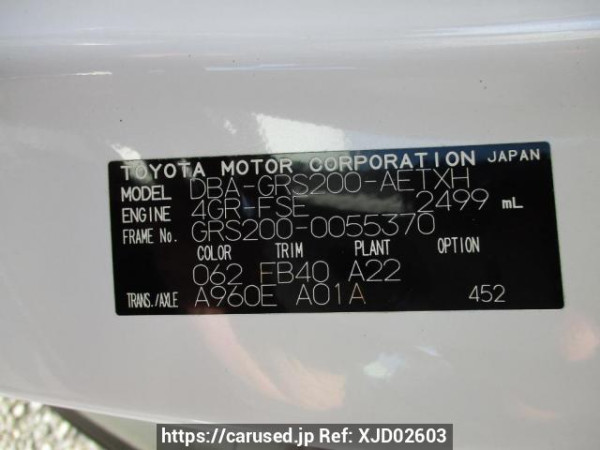 TOYOTA MOTOR CORPORATION JAPAN
MODEL DBA-GRS200-AETXH
ENGINE 4GR-FSE 2499 mL
FRAME No. GRS200-0055370
COLOR TRIM PLANT OPTION
062 FB40 A22
TRANS./AXLE A960E A01A 452
https://carused.jp Ref: XJD02603